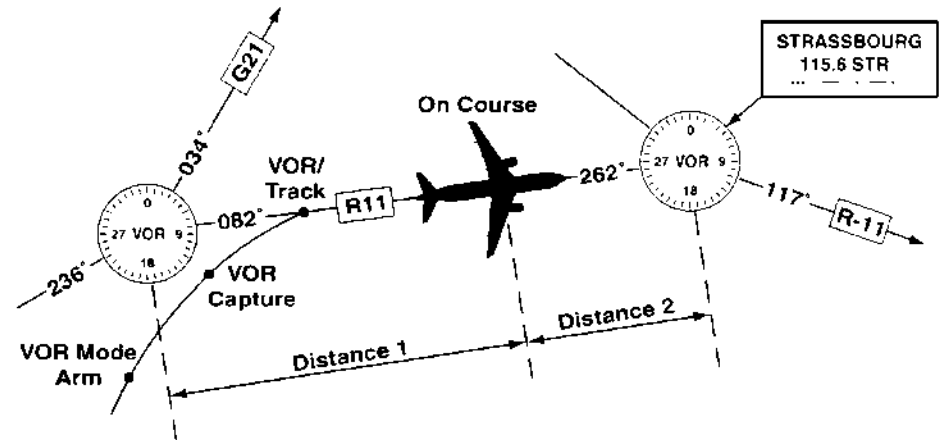 G21
034°
STRASSBOURG
115.6 STR
... — . — .
On Course
VOR/
Track
0
27 VOR 9
18
082°
R11
262°
0
27 VOR 9
18
117°
R-11
236°
VOR
Capture
VOR Mode
Arm
Distance 1
Distance 2